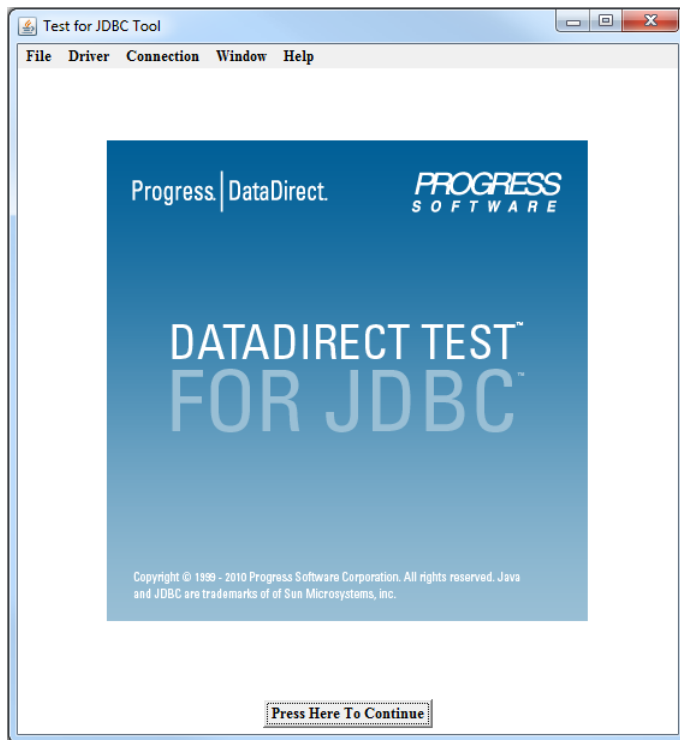 Test for JDBC Tool
File Driver Connection Window Help
Progress. | DataDirect.
PROGRESS
SOFTWARE
DATADIRECT TEST™
FOR JDBC™
Copyright © 1999 - 2010 Progress Software Corporation. All rights reserved. Java
and JDBC are trademarks of of Sun Microsystems, inc.
Press Here To Continue